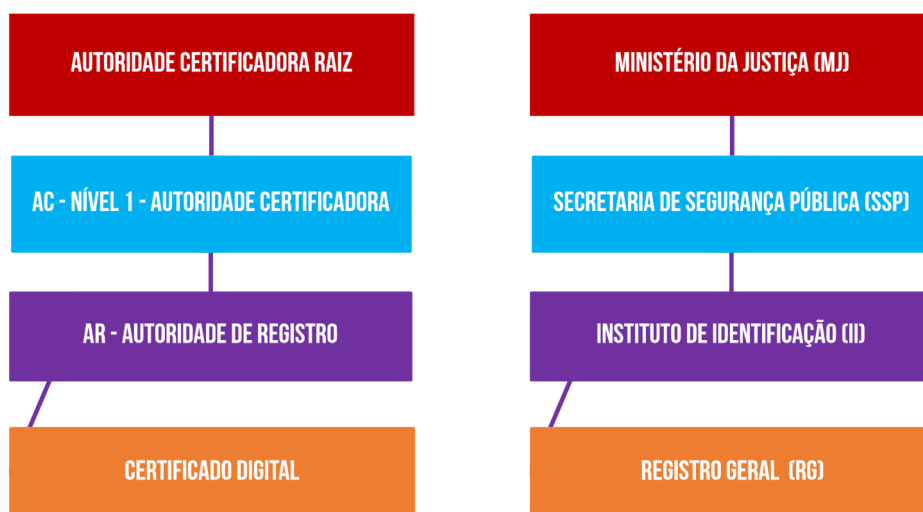 AUTORIDADE CERTIFICADORA RAIZ
MINISTÉRIO DA JUSTIÇA (MJ)
AC - NÍVEL 1 - AUTORIDADE CERTIFICADORA
SECRETARIA DE SEGURANÇA PÚBLICA (SSP)
AR - AUTORIDADE DE REGISTRO
INSTITUTO DE IDENTIFICAÇÃO (II)
CERTIFICADO DIGITAL
REGISTRO GERAL (RG)